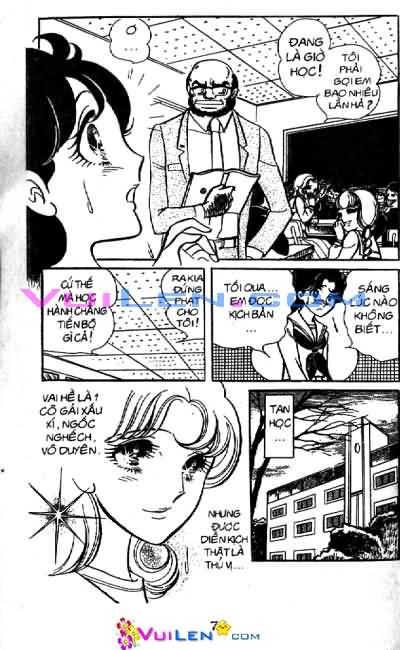 ĐANG
LÀ GIỜ
HỌC!
TÔI
PHẢI
GỌI EM
BAO NHIÊU
LẦN HẢ?
CỨ THẾ
MÀ HỌC
HÀNH CHẲNG
TIẾN BỘ
GÌ CẢ!
RA KIA
ĐỨNG
PHẠT
CHO
TÔI!
TỐI QUA...
EM ĐỌC
KỊCH BẢN
...
SÁNG
LÚC NÀO
KHÔNG
BIẾT...
VUILEN.COM
VAI HỀ LÀ 1
CÔ GÁI XẤU
XÍ, NGỐC
NGHẾCH,
VÔ DUYÊN.
NHƯNG
ĐƯỢC
DIỄN KỊCH
THẬT LÀ
THÚ VỊ...
TAN
HỌC
...
7
VUILEN.COM